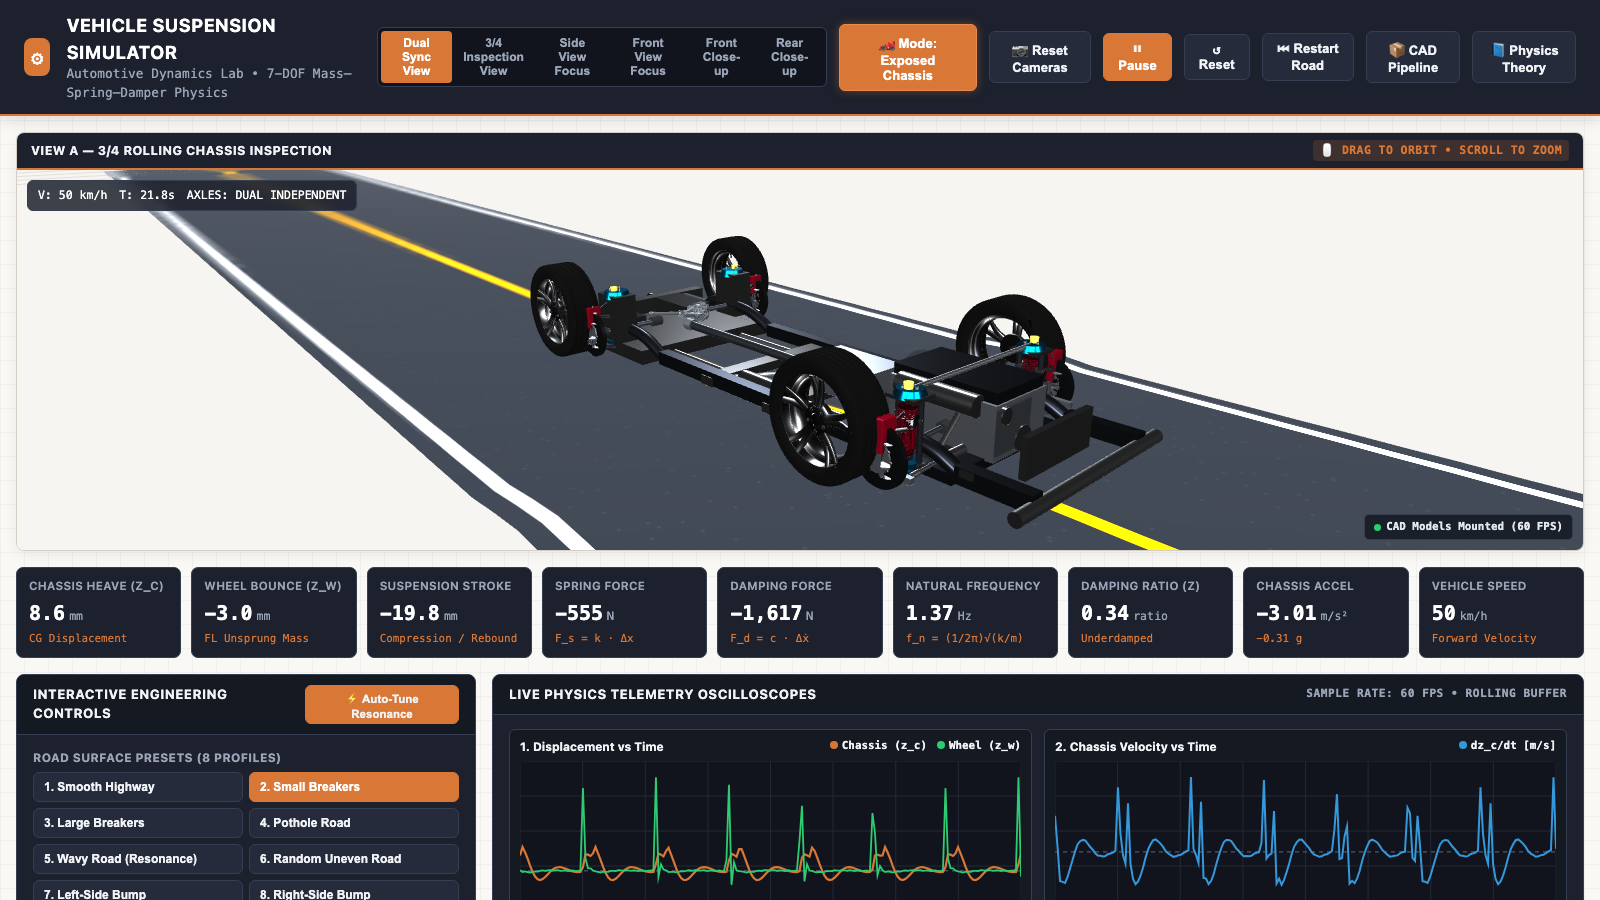 VEHICLE SUSPENSION
SIMULATOR
Automotive Dynamics Lab • 7-DOF Mass–
Spring–Damper Physics
Dual
Sync
View
3/4
Inspection
View
Side
View
Focus
Front
View
Focus
Front
Close-
up
Rear
Close-
up
🏎️ Mode:
Exposed
Chassis
📷 Reset
Cameras
⏸
Pause
↺
Reset
⏮ Restart
Road
📦 CAD
Pipeline
📘 Physics
Theory
VIEW A — 3/4 ROLLING CHASSIS INSPECTION
DRAG TO ORBIT • SCROLL TO ZOOM
V: 50 km/h T: 21.8s AXLES: DUAL INDEPENDENT
CAD Models Mounted (60 FPS)
CHASSIS HEAVE (Z_C)
8.6 mm
CG Displacement
WHEEL BOUNCE (Z_W)
−3.0 mm
FL Unsprung Mass
SUSPENSION STROKE
−19.8 mm
Compression / Rebound
SPRING FORCE
−555 N
F_s = k · Δx
DAMPING FORCE
−1,617 N
F_d = c · Δẋ
NATURAL FREQUENCY
1.37 Hz
f_n = (1/2π)√(k/m)
DAMPING RATIO (Z)
0.34 ratio
Underdamped
CHASSIS ACCEL
−3.01 m/s²
−0.31 g
VEHICLE SPEED
50 km/h
Forward Velocity
INTERACTIVE ENGINEERING
CONTROLS
⚡ Auto-Tune
Resonance
ROAD SURFACE PRESETS (8 PROFILES)
1. Smooth Highway
2. Small Breakers
3. Large Breakers
4. Pothole Road
5. Wavy Road (Resonance)
6. Random Uneven Road
7. Left-Side Bump
8. Right-Side Bump
LIVE PHYSICS TELEMETRY OSCILLOSCOPES
SAMPLE RATE: 60 FPS • ROLLING BUFFER
1. Displacement vs Time
Chassis (z_c) Wheel (z_w)
2. Chassis Velocity vs Time
dz_c/dt [m/s]